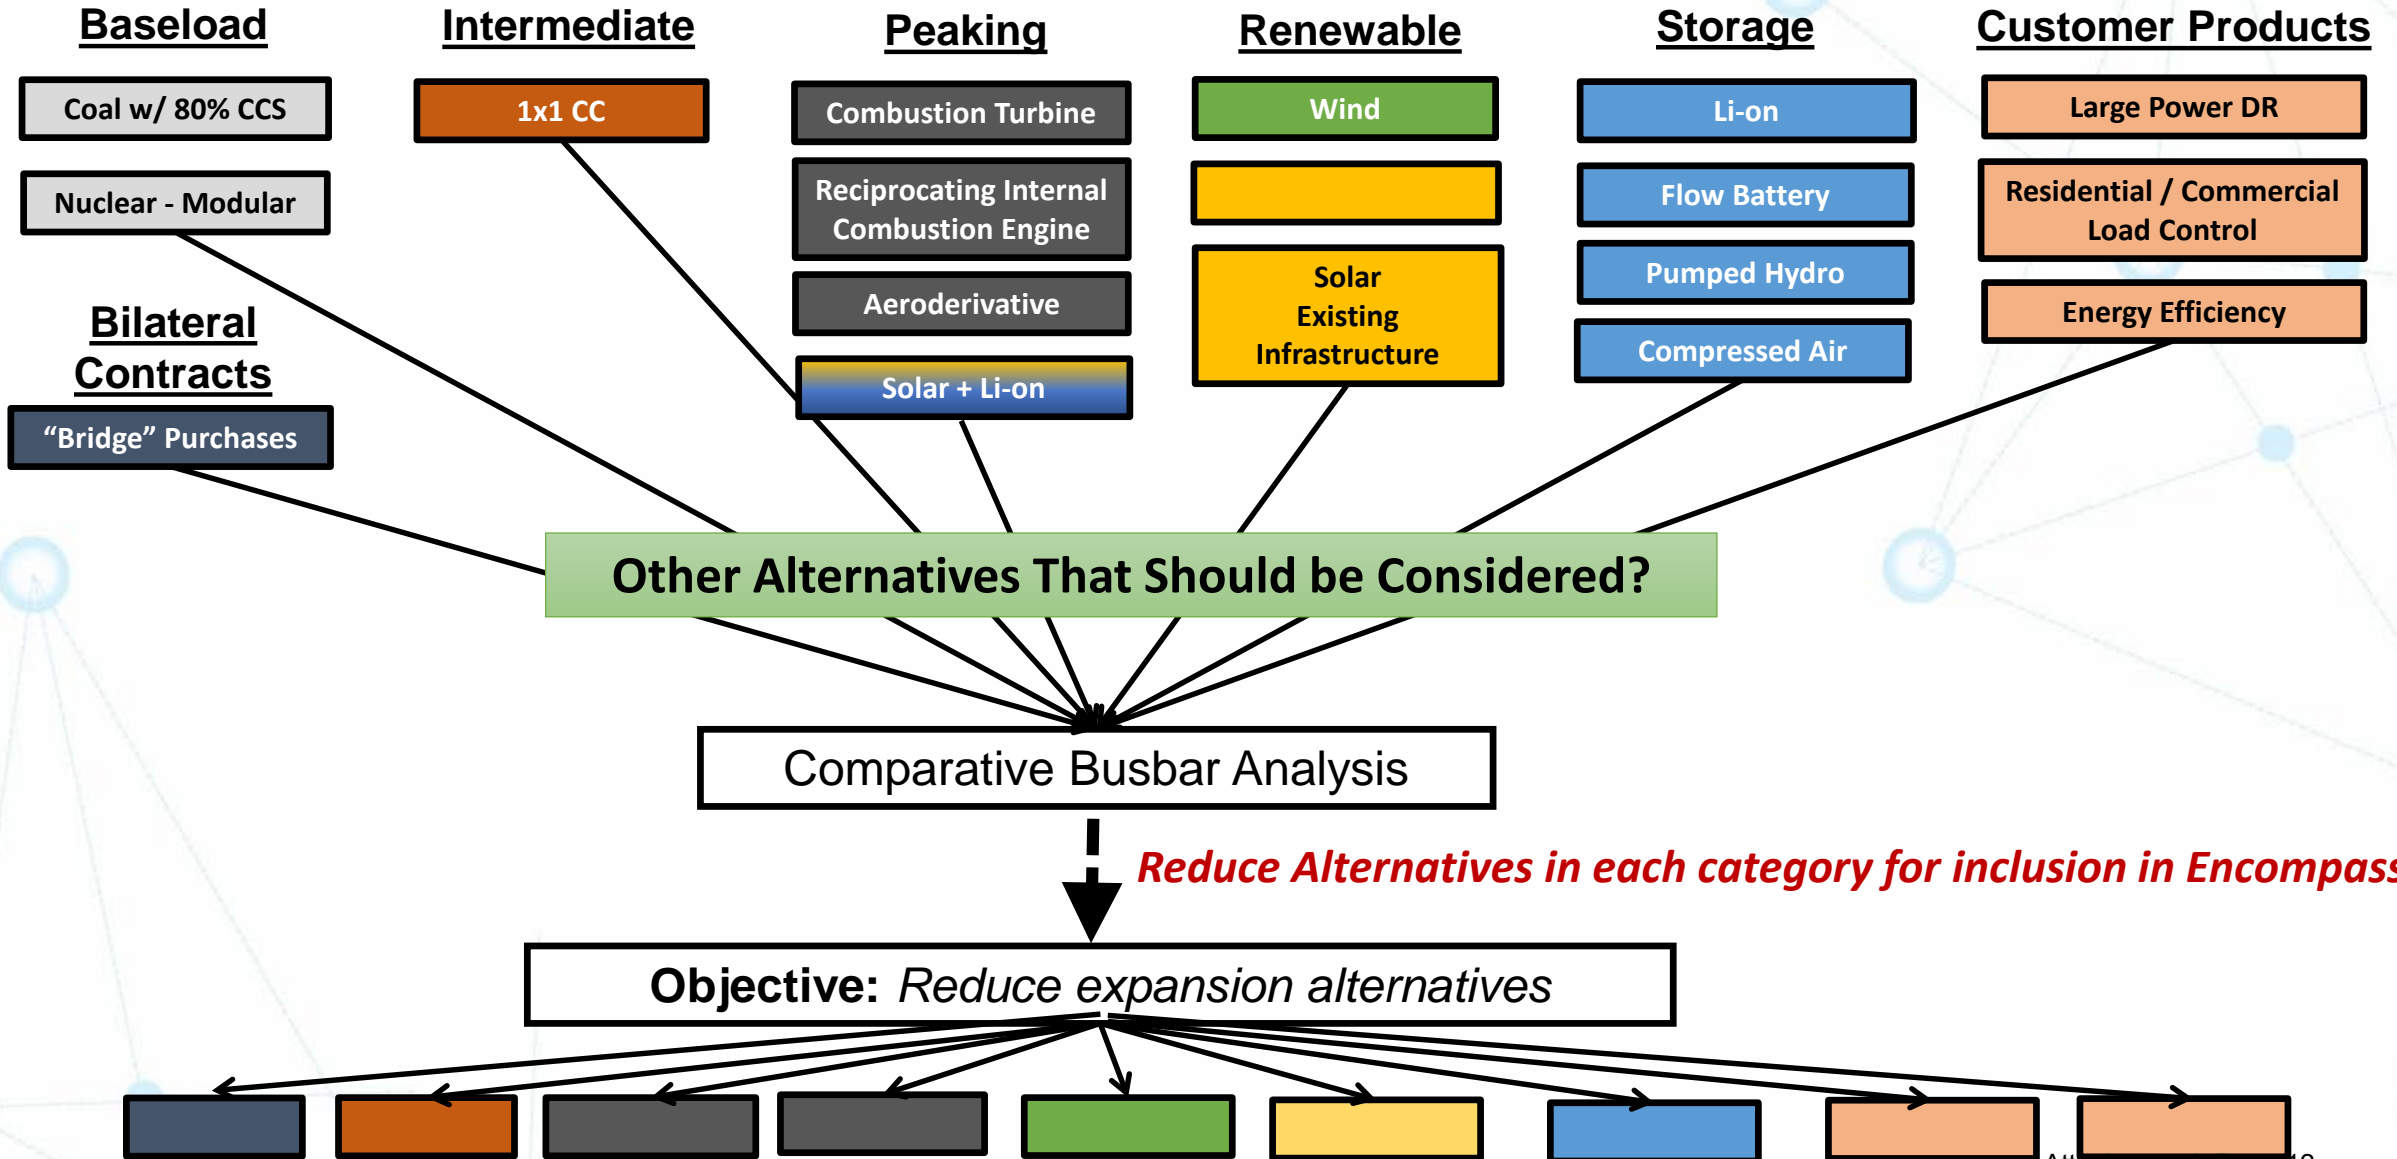 Baseload
Coal w/ 80% CCS
Nuclear - Modular
Bilateral
Contracts
“Bridge” Purchases
Intermediate
1x1 CC
Peaking
Combustion Turbine
Reciprocating Internal
Combustion Engine
Aeroderivative
Solar + Li-on
Renewable
Wind
Solar
Existing
Infrastructure
Storage
Li-on
Flow Battery
Pumped Hydro
Compressed Air
Customer Products
Large Power DR
Residential / Commercial
Load Control
Energy Efficiency
Other Alternatives That Should be Considered?
Comparative Busbar Analysis
Reduce Alternatives in each category for inclusion in Encompass
Objective: Reduce expansion alternatives